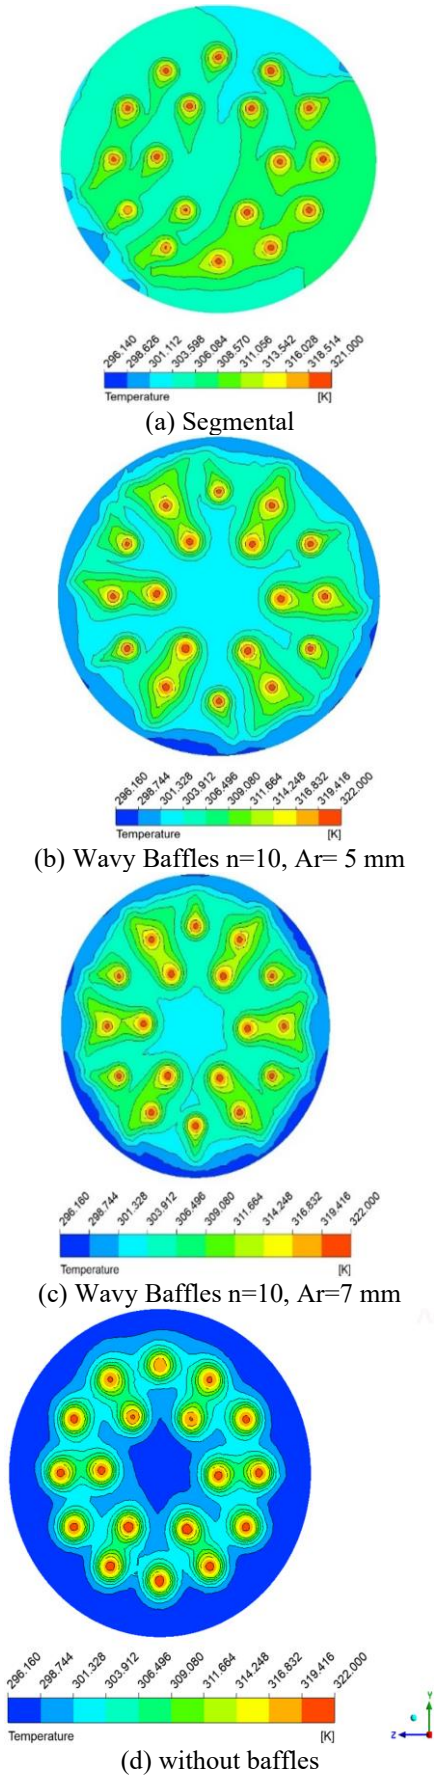 296.140 298.626 301.112 303.598 306.084 308.570 311.056 313.542 316.028 318.514 321.000
Temperature [K]
(a) Segmental
296.160 298.744 301.328 303.912 306.496 309.080 311.664 314.248 316.832 319.416 322.000
Temperature [K]
(b) Wavy Baffles n=10, Ar= 5 mm
296.160 298.744 301.328 303.912 306.496 309.080 311.664 314.248 316.832 319.416 322.000
Temperature [K]
(c) Wavy Baffles n=10, Ar=7 mm
296.160 298.744 301.328 303.912 306.496 309.080 311.664 314.248 316.832 319.416 322.000
Temperature [K]
Y
Z
(d) without baffles